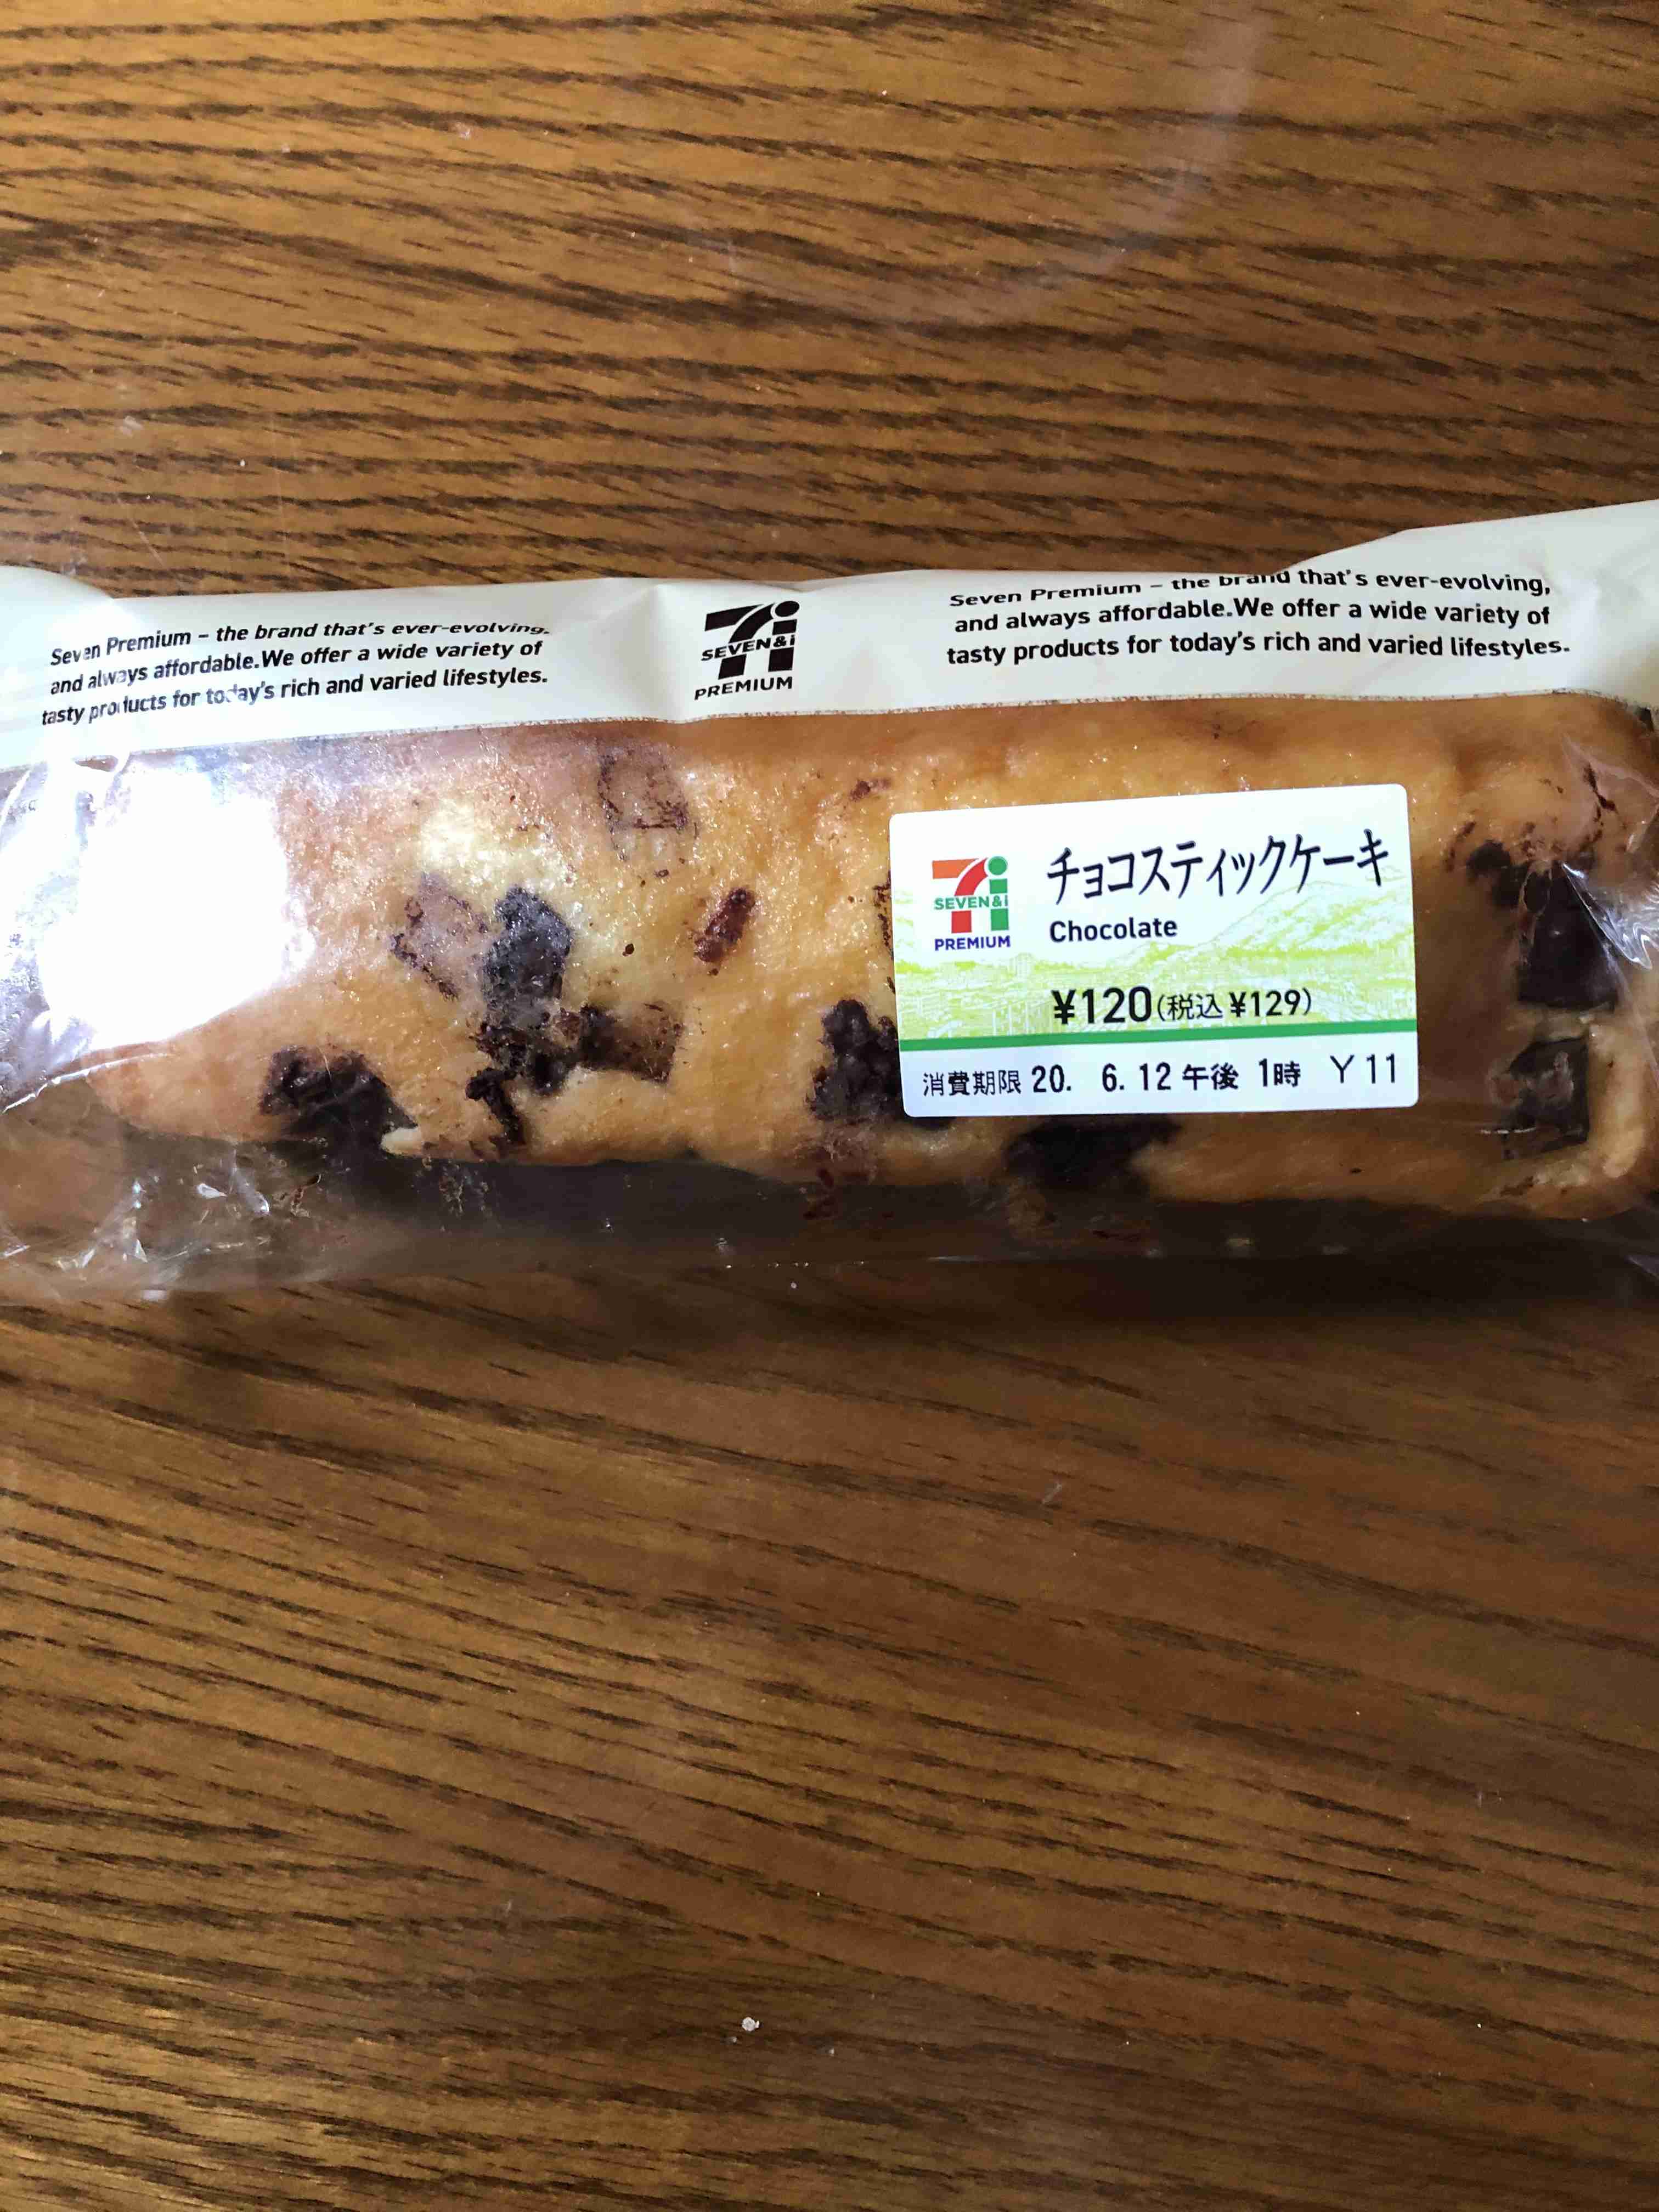 Seven Premium – the brand that's ever-evolving,
and always affordable.We offer a wide variety of
tasty products for today's rich and varied lifestyles.
SEVEN&i
PREMIUM
Seven Premium – the brand that's ever-evolving,
and always affordable.We offer a wide variety of
tasty products for today's rich and varied lifestyles.
SEVEN&i
PREMIUM
チョコスティックケーキ
Chocolate
¥120(税込¥129)
消費期限 20. 6. 12 午後 1時 Y 11